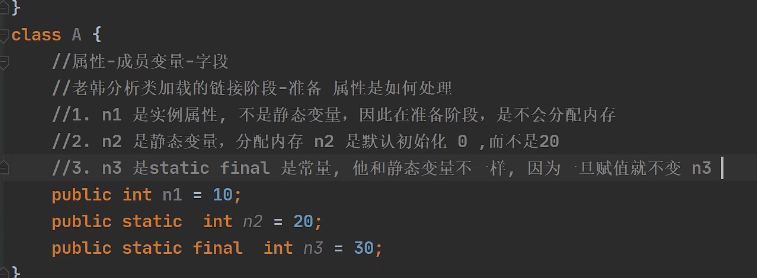 }
class A {
//属性-成员变量-字段
//老韩分析类加载的链接阶段-准备 属性是如何处理
//1. n1 是实例属性, 不是静态变量，因此在准备阶段，是不会分配内存
//2. n2 是静态变量，分配内存 n2 是默认初始化 0 ,而不是20
//3. n3 是static final 是常量, 他和静态变量不一样, 因为一旦赋值就不变 n3
public int n1 = 10;
public static  int n2 = 20;
public static final  int n3 = 30;
}